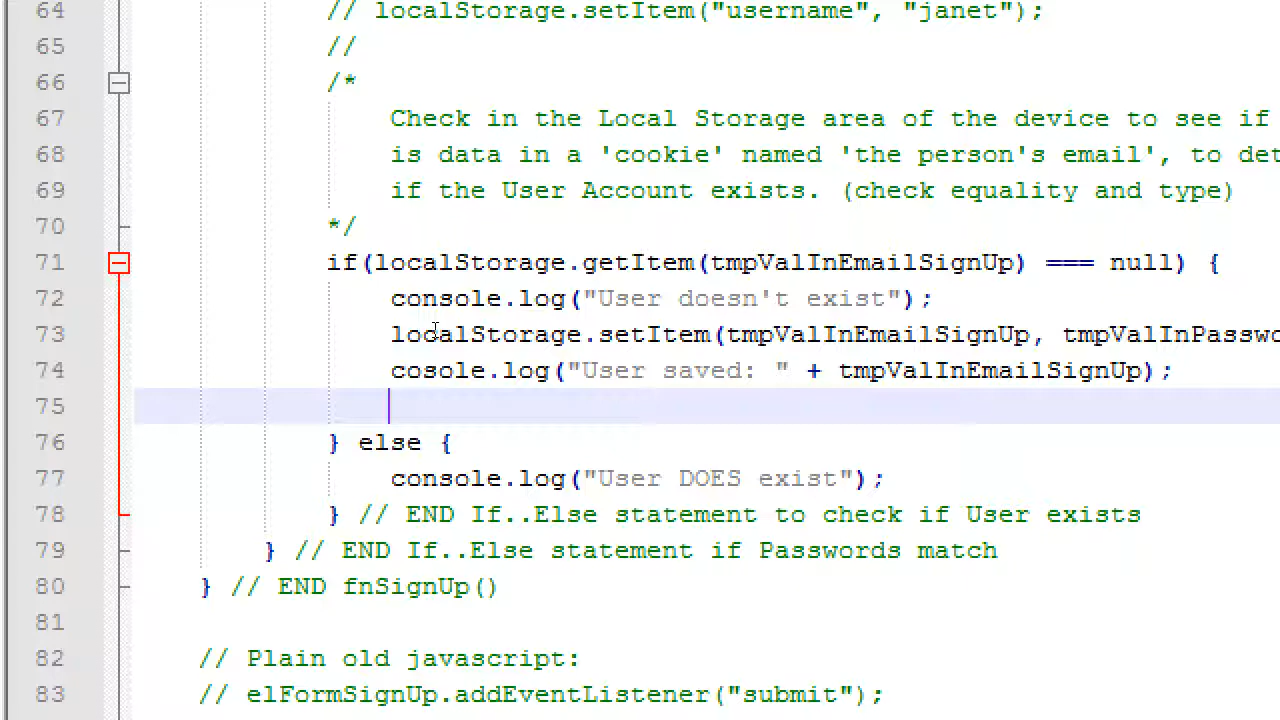 64 // localStorage.setItem("username", "janet");
65 //
66 /*
67 Check in the Local Storage area of the device to see if
68 is data in a 'cookie' named 'the person's email', to det
69 if the User Account exists. (check equality and type)
70 */
71 if(localStorage.getItem(tmpValInEmailSignUp) === null) {
72 console.log("User doesn't exist");
73 localStorage.setItem(tmpValInEmailSignUp, tmpValInPasswo
74 cosole.log("User saved: " + tmpValInEmailSignUp);
75
76 } else {
77 console.log("User DOES exist");
78 } // END If..Else statement to check if User exists
79 } // END If..Else statement if Passwords match
80 } // END fnSignUp()
81
82 // Plain old javascript:
83 // elFormSignUp.addEventListener("submit");